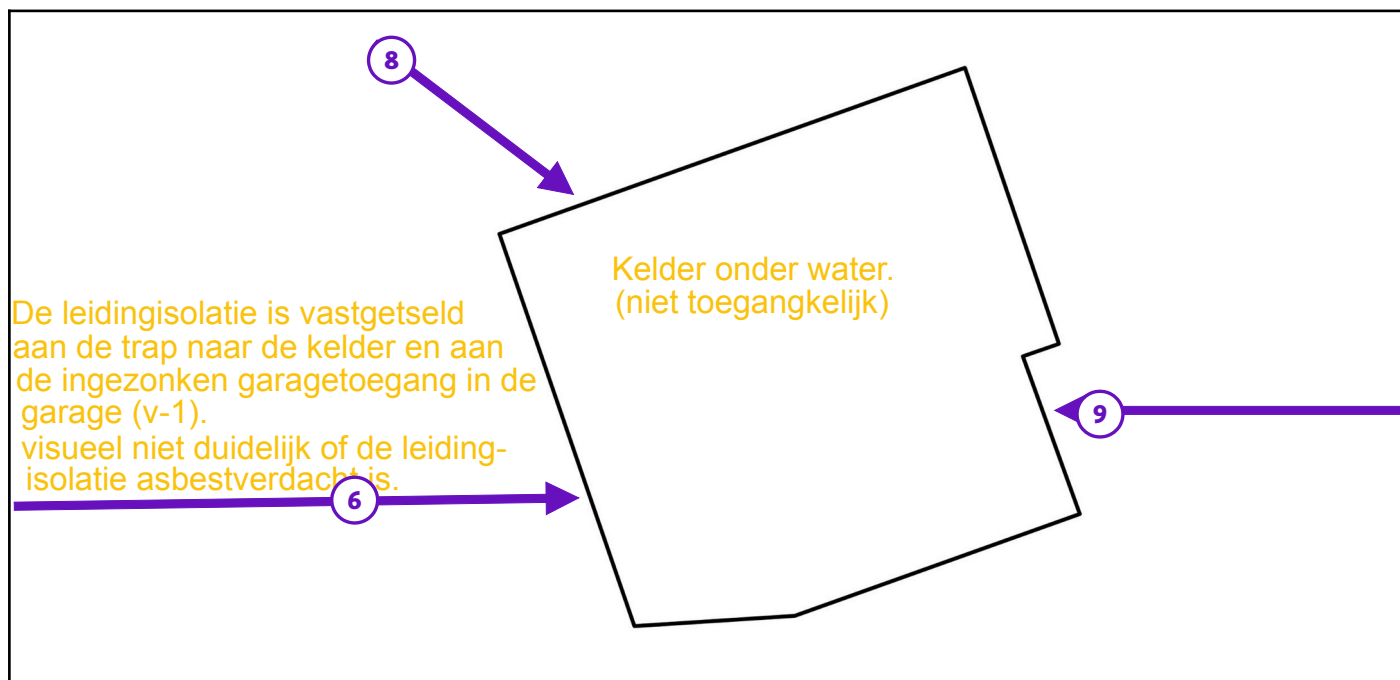 8
Kelder onder water.
(niet toegangkelijk)
De leidingisolatie is vastgetseld
aan de trap naar de kelder en aan
de ingezonken garagetoegang in de
garage (v-1).
visueel niet duidelijk of de leiding-
isolatie asbestverdacht is.
9
6